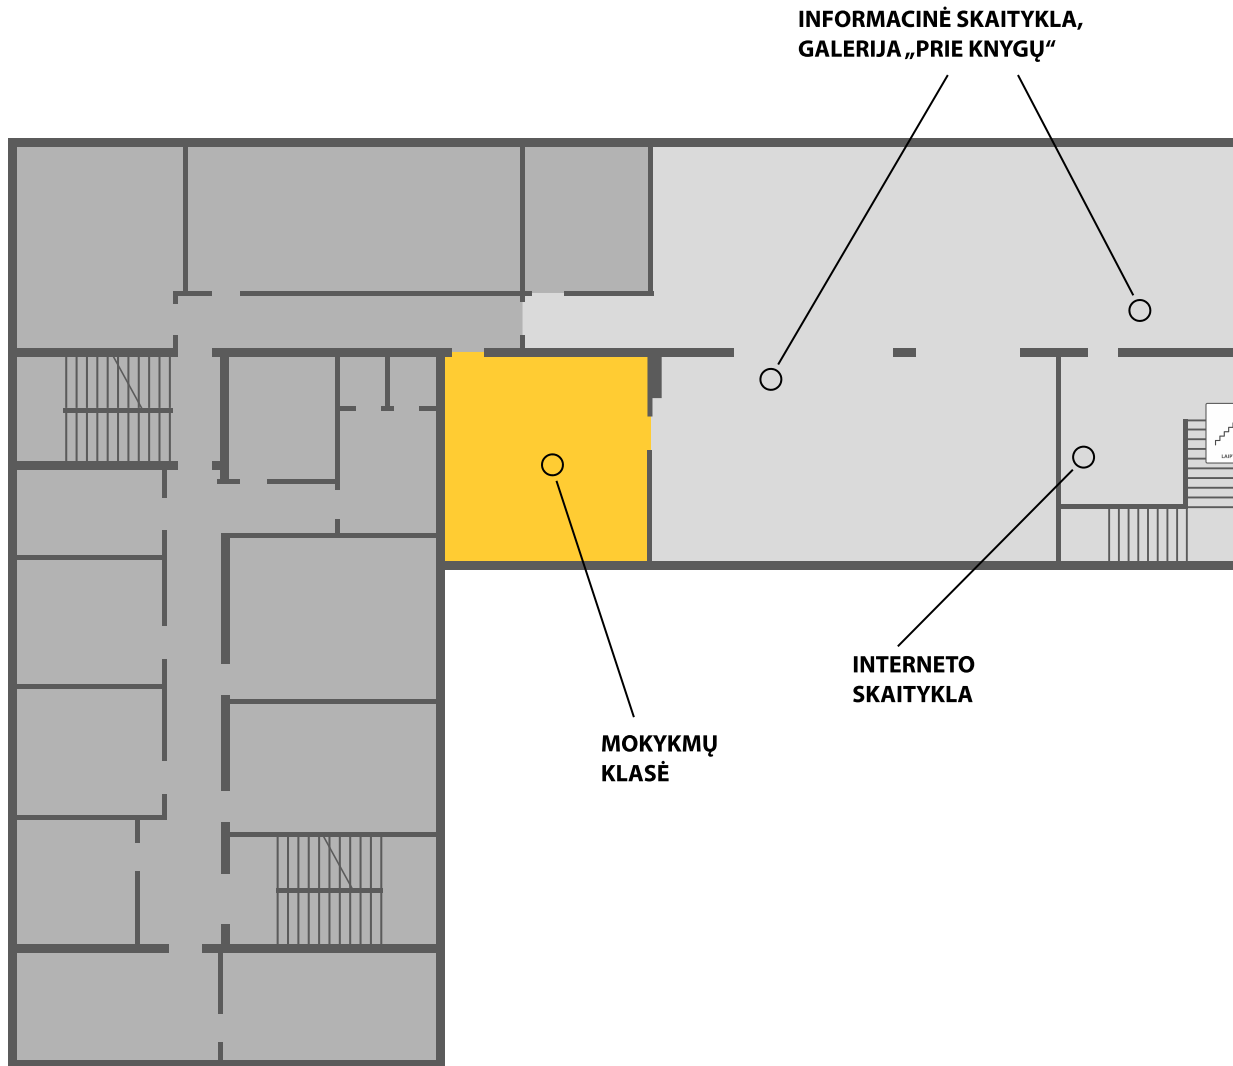 INFORMACINĖ SKAITYKLA,
GALERIJA „PRIE KNYGŲ“
INTERNETO
SKAITYKLA
MOKYKMŲ
KLASĖ